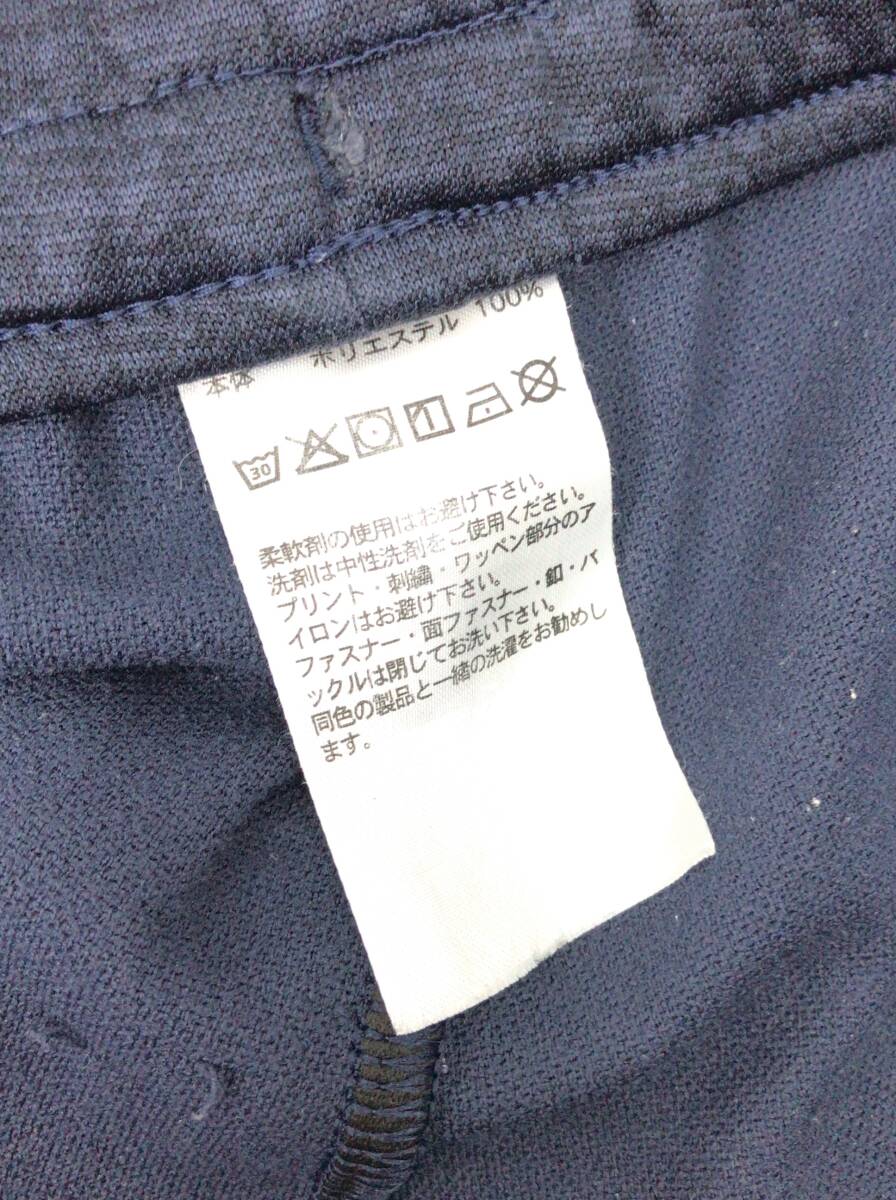 本体 ポリエステル 100%
30
柔軟剤の使用はお避け下さい。
洗剤は中性洗剤をご使用ください。
プリント・刺繍・ワッペン部分のア
イロンはお避け下さい。
ファスナー・面ファスナー・釦・バ
ックルは閉じてお洗い下さい。
同色の製品と一緒の洗濯をお勧めし
ます。